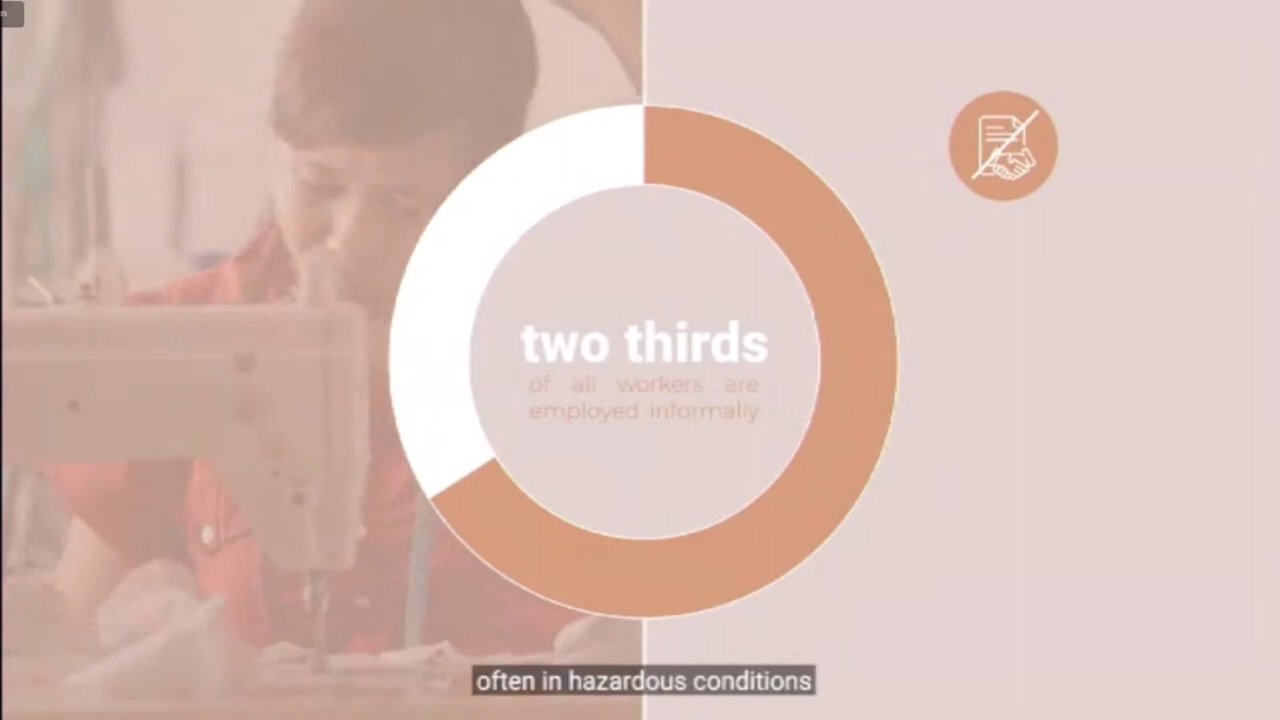 two thirds
of all workers are
employed informally
often in hazardous conditions